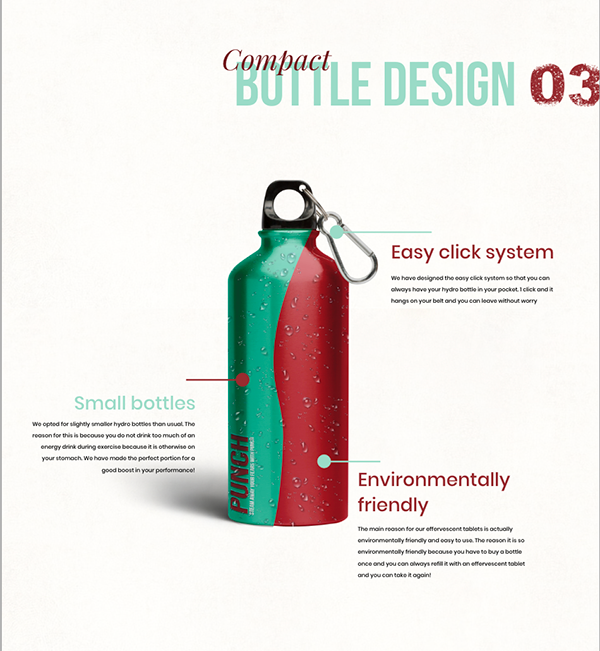 Compact
BOTTLE DESIGN 03
Easy click system
We have designed the easy click system so that you can
always have your hydro bottle in your pocket. 1 click and it
hangs on your belt and you can leave without worry
Small bottles
We opted for slightly smaller hydro bottles than usual. The
reason for this is because you do not drink too much of an
energy drink during exercise because it is otherwise on
your stomach. We have made the perfect portion for a
good boost in your performance!
PUNCH
Environmentally
friendly
The main reason for our effervescent tablets is actually
environmentally friendly and easy to use. The reason it is so
environmentally friendly because you have to buy a bottle
once and you can always refill it with an effervescent tablet
and you can take it again!